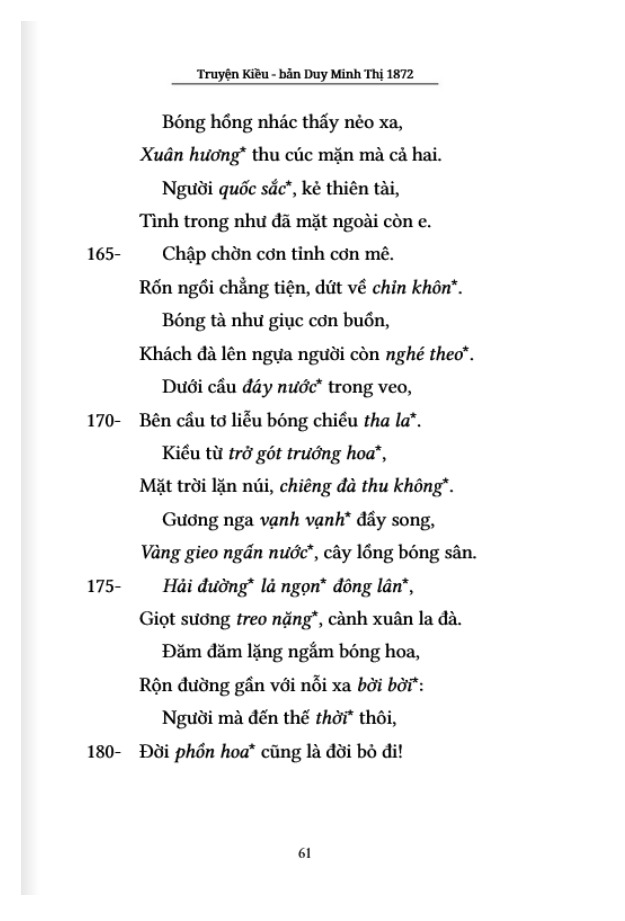 Truyện Kiều - bản Duy Minh Thị 1872
Bóng hồng nhác thấy nẻo xa,
Xuân hương* thu cúc mặn mà cả hai.
Người quốc sắc*, kẻ thiên tài,
Tình trong như đã mặt ngoài còn e.
165- Chập chờn cơn tỉnh cơn mê.
Rốn ngồi chẳng tiện, dứt về chỉn khôn*.
Bóng tà như giục cơn buồn,
Khách đà lên ngựa người còn nghé theo*.
Dưới cầu đáy nước* trong veo,
170- Bên cầu tơ liễu bóng chiều tha la*.
Kiều từ trở gót trướng hoa*,
Mặt trời lặn núi, chiêng đà thu không*.
Gương nga vạnh vạnh* đầy song,
Vàng gieo ngấn nước*, cây lồng bóng sân.
175- Hải đường* lả ngọn* đông lân*,
Giọt sương treo nặng*, cành xuân la đà.
Đăm đăm lặng ngắm bóng hoa,
Rộn đường gần với nỗi xa bời bời*:
Người mà đến thế thời* thôi,
180- Đời phồn hoa* cũng là đời bỏ đi!
61